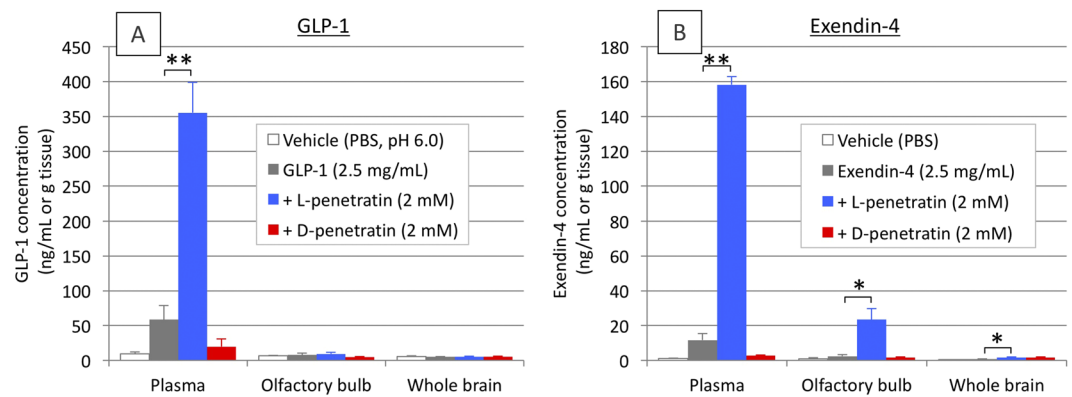 A
GLP-1
GLP-1 concentration
(ng/mL or g tissue)
450
400
350
300
250
200
150
100
50
0
**
Vehicle (PBS, pH 6.0)
GLP-1 (2.5 mg/mL)
+ L-penetratin (2 mM)
+ D-penetratin (2 mM)
Plasma
Olfactory bulb
Whole brain
B
Exendin-4
Exendin-4 concentration
(ng/mL or g tissue)
180
160
140
120
100
80
60
40
20
0
**
Vehicle (PBS)
Exendin-4 (2.5 mg/mL)
+ L-penetratin (2 mM)
+ D-penetratin (2 mM)
*
*
Plasma
Olfactory bulb
Whole brain